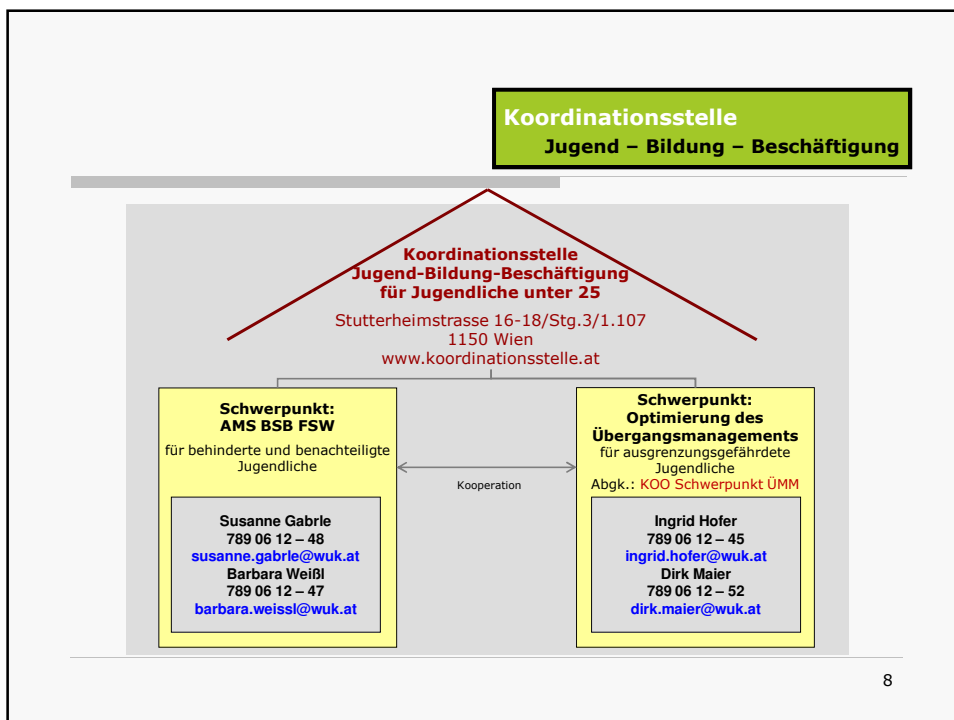 Koordinationsstelle
Jugend – Bildung – Beschäftigung
Koordinationsstelle
Jugend-Bildung-Beschäftigung
für Jugendliche unter 25
Stutterheimstrasse 16-18/Stg.3/1.107
1150 Wien
www.koordinationsstelle.at
Schwerpunkt:
AMS BSB FSW
für behinderte und benachteiligte
Jugendliche
Susanne Gabrle
789 06 12 – 48
susanne.gabrle@wuk.at
Barbara Weißl
789 06 12 – 47
barbara.weissl@wuk.at
Kooperation
Schwerpunkt:
Optimierung des
Übergangsmanagements
für ausgrenzungsgefährdete
Jugendliche
Abgk.: KOO Schwerpunkt ÜMM
Ingrid Hofer
789 06 12 – 45
ingrid.hofer@wuk.at
Dirk Maier
789 06 12 – 52
dirk.maier@wuk.at
8